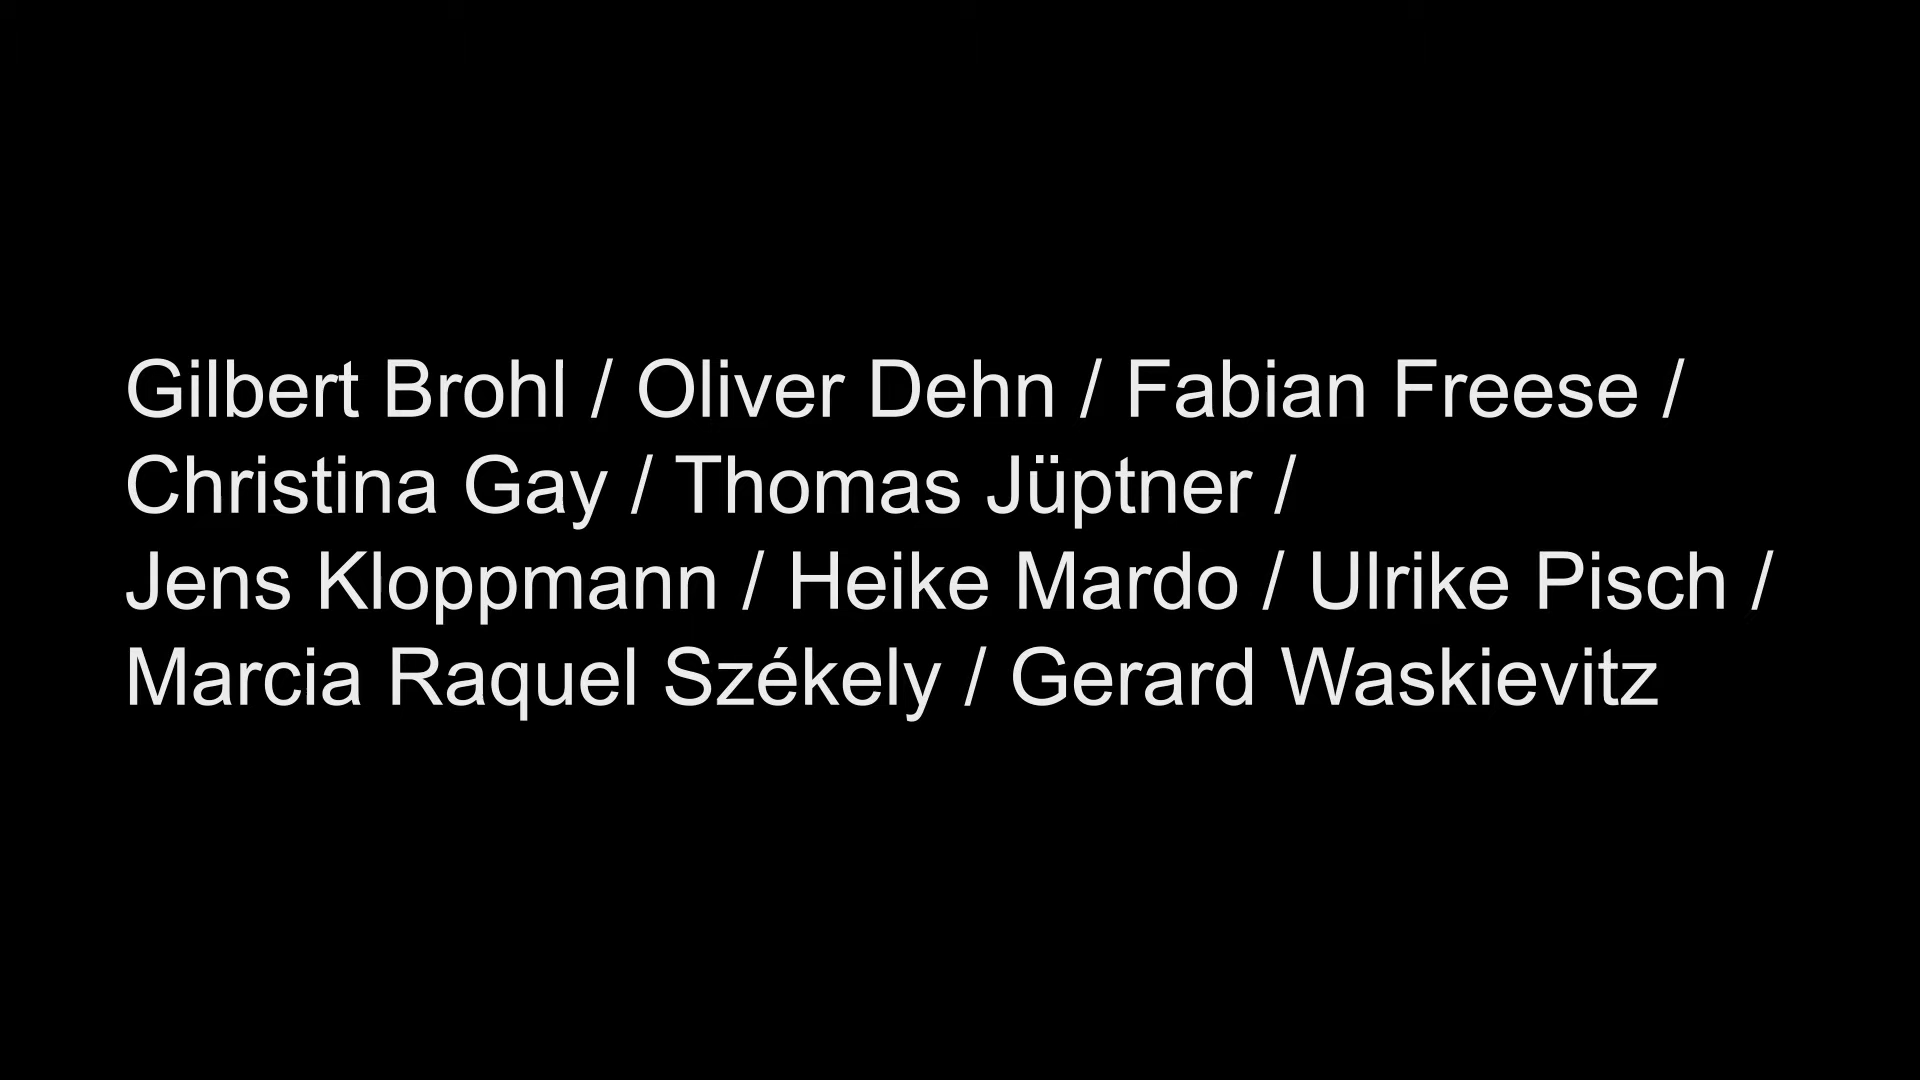 Gilbert Brohl / Oliver Dehn / Fabian Freese /
Christina Gay / Thomas Jüptner /
Jens Kloppmann / Heike Mardo / Ulrike Pisch /
Marcia Raquel Székely / Gerard Waskievitz